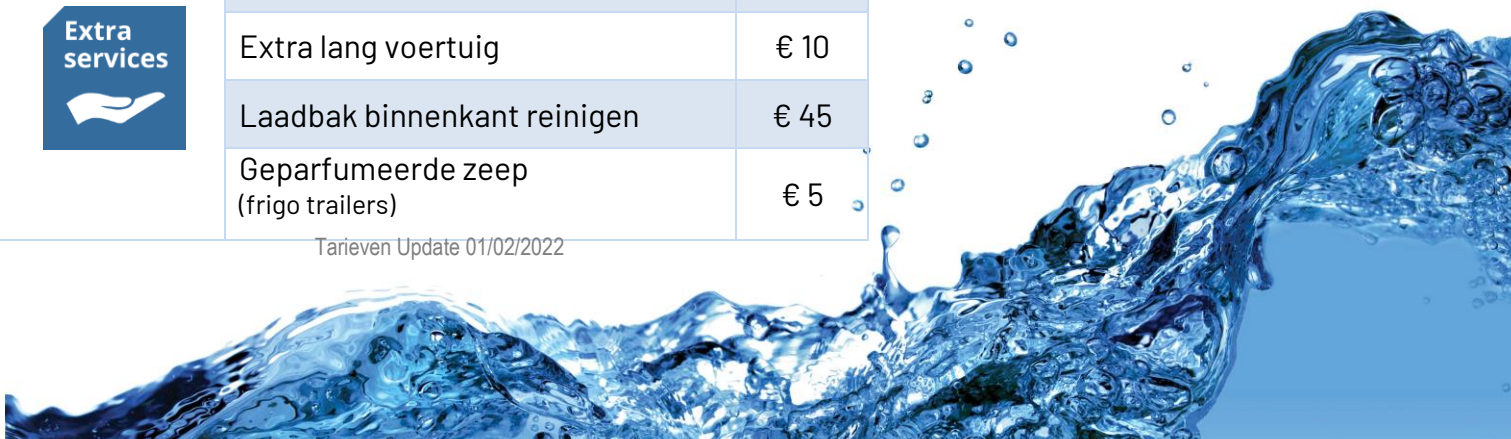 Extra
services
Extra lang voertuig € 10
Laadbak binnenkant reinigen € 45
Geparfumeerde zeep
(frigo trailers) € 5
Tarieven Update 01/02/2022